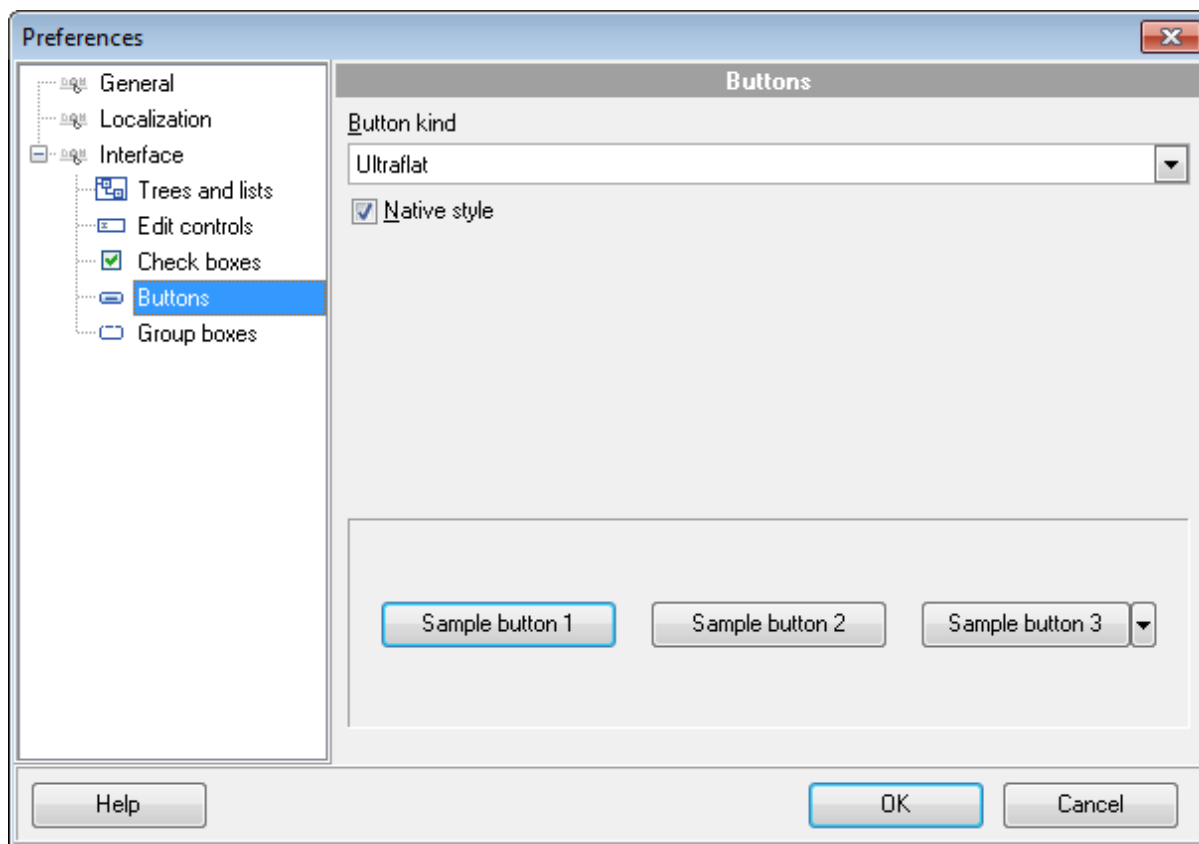 Preferences
General
Localization
Interface
Trees and lists
Edit controls
Check boxes
Buttons
Group boxes
Buttons
Button kind
Ultraflat
Native style
Sample button 1
Sample button 2
Sample button 3
Help
OK
Cancel